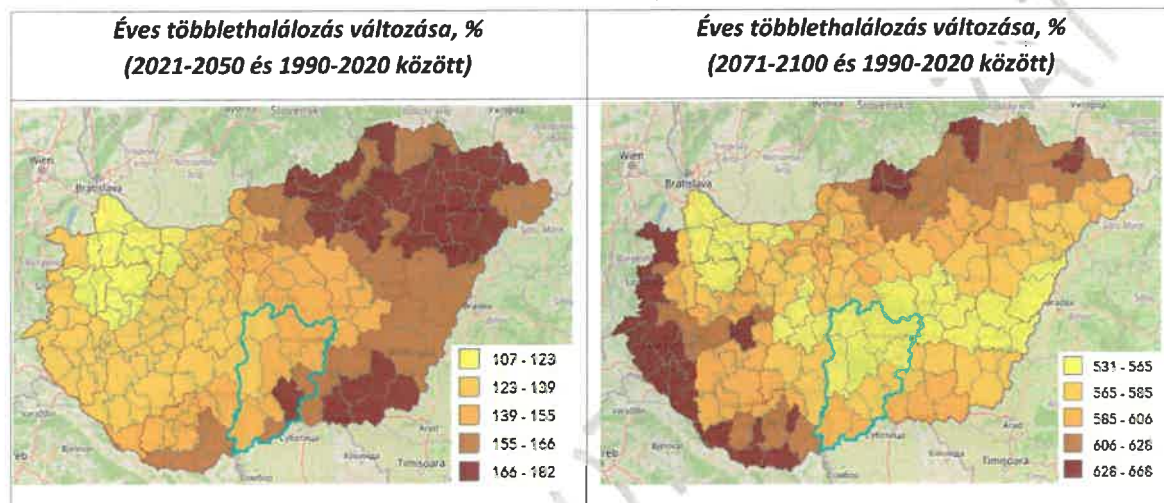 Éves többlethalálozás változása, %
(2021-2050 és 1990-2020 között)
Éves többlethalálozás változása, %
(2071-2100 és 1990-2020 között)
Wien
Bratislava
107 - 123
123 - 139
139 - 155
155 - 166
166 - 182
Arad
Суботица
Timișoara
Wien
Bratislava
531 - 565
565 - 585
585 - 606
606 - 628
628 - 668
Arad
Суботица
Timișoara